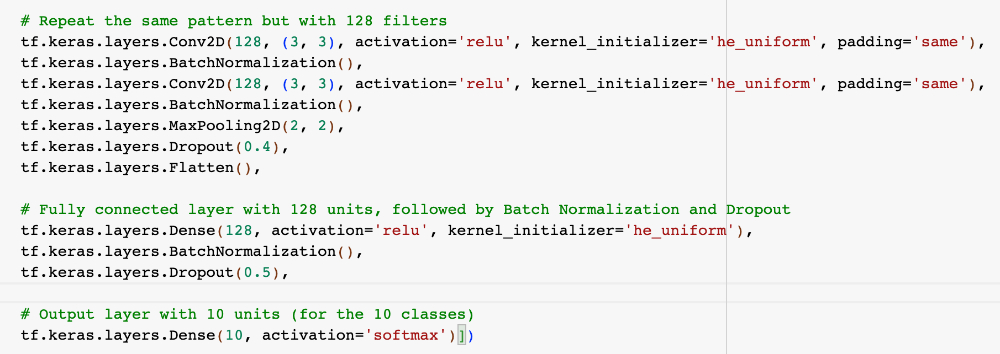 # Repeat the same pattern but with 128 filters
tf.keras.layers.Conv2D(128, (3, 3), activation='relu', kernel_initializer='he_uniform', padding='same'),
tf.keras.layers.BatchNormalization(),
tf.keras.layers.Conv2D(128, (3, 3), activation='relu', kernel_initializer='he_uniform', padding='same'),
tf.keras.layers.BatchNormalization(),
tf.keras.layers.MaxPooling2D(2, 2),
tf.keras.layers.Dropout(0.4),
tf.keras.layers.Flatten(),
# Fully connected layer with 128 units, followed by Batch Normalization and Dropout
tf.keras.layers.Dense(128, activation='relu', kernel_initializer='he_uniform'),
tf.keras.layers.BatchNormalization(),
tf.keras.layers.Dropout(0.5),
# Output layer with 10 units (for the 10 classes)
tf.keras.layers.Dense(10, activation='softmax')])